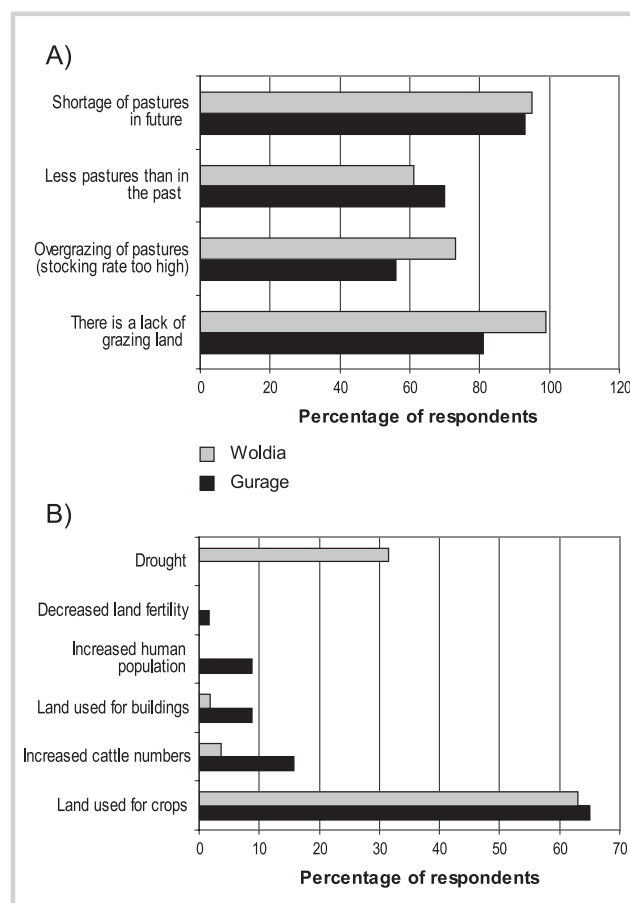 A)
Shortage of pastures
in future
Less pastures than in
the past
Overgrazing of pastures
(stocking rate too high)
There is a lack of
grazing land
0 20 40 60 80 100 120
Percentage of respondents
Woldia
Gurage
B)
Drought
Decreased land fertility
Increased human
population
Land used for buildings
Increased cattle numbers
Land used for crops
0 10 20 30 40 50 60 70
Percentage of respondents